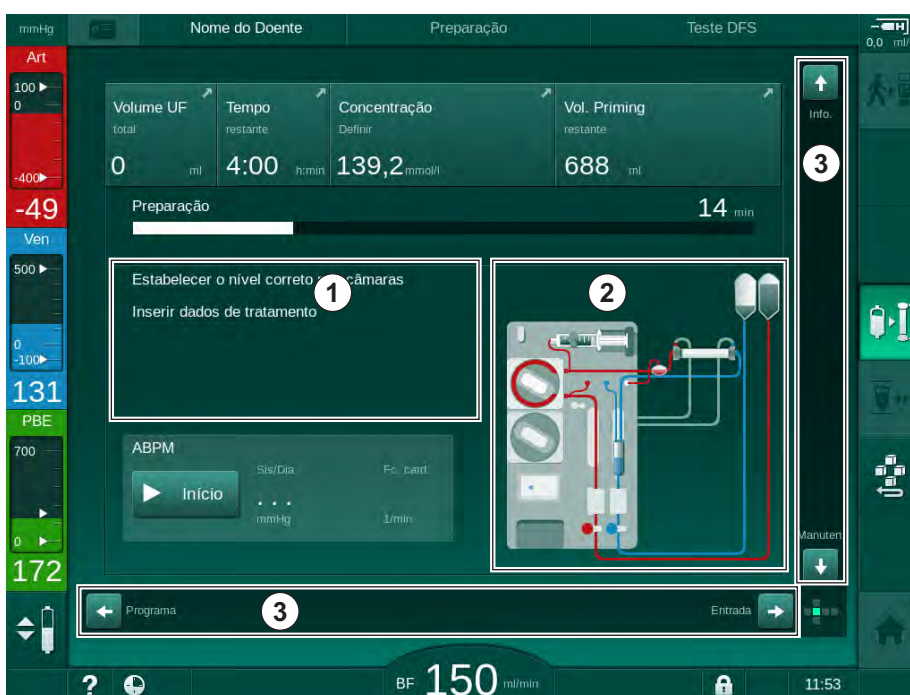 mmHg
Nome do Doente
Preparação
Teste DFS
H
0,0 ml/
Art
100
0
-400
-49
Ven
500
0
-100
131
PBE
700
0
172
Volume UF
total
0 ml
Tempo
restante
4:00 h:min
Concentração
Definir
139,2 mmol/l
Vol. Priming
restante
688 ml
Preparação
14 min
Estabelecer o nível correto câmaras
Inserir dados de tratamento
1
2
ABPM
Início
Sis/Dia
. . .
mmHg
Fc. card.
1/min
Info.
3
Manuten.
Programa
3
Entrada
?
BF 150 ml/min
11:53